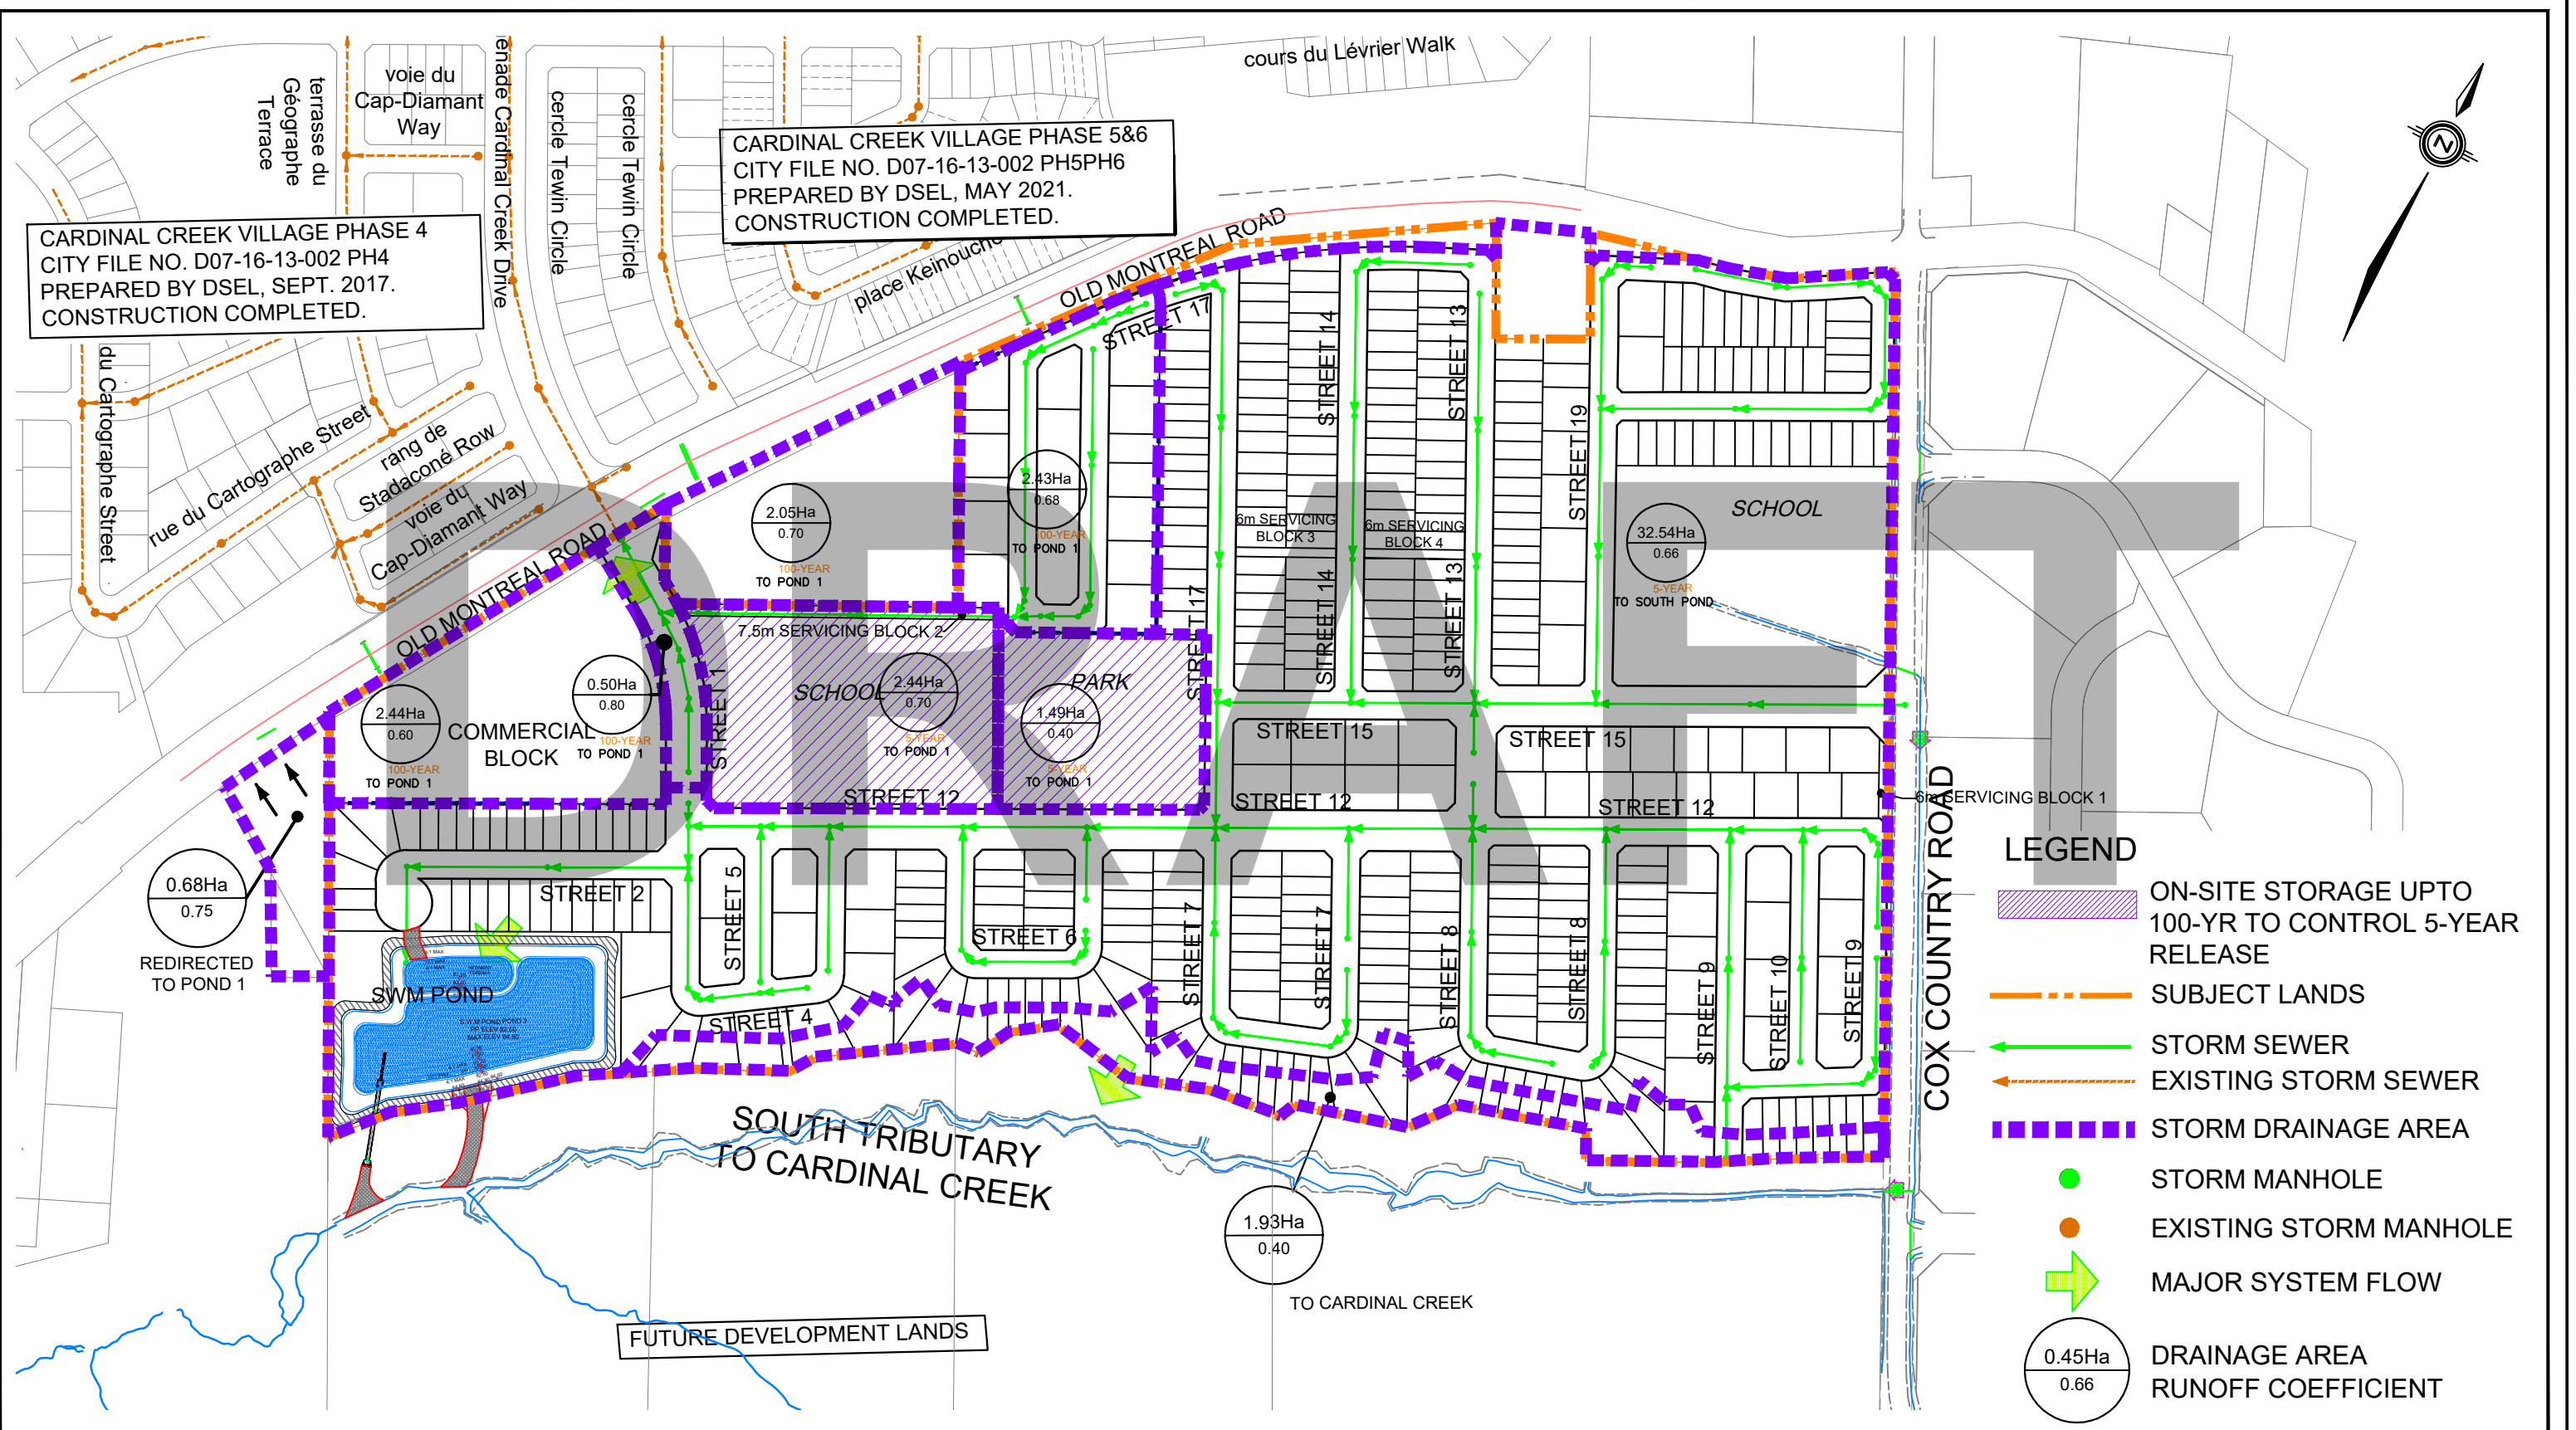 cours du Lévrier Walk
terrasse du
Géographe
Terrace
voie du
Cap-Diamant
Way
enade Cardinal Creek Drive
cercle Tewin Circle
cercle Tewin Circle
CARDINAL CREEK VILLAGE PHASE 5&6
CITY FILE NO. D07-16-13-002 PH5PH6
PREPARED BY DSEL, MAY 2021.
CONSTRUCTION COMPLETED.
CARDINAL CREEK VILLAGE PHASE 4
CITY FILE NO. D07-16-13-002 PH4
PREPARED BY DSEL, SEPT. 2017.
CONSTRUCTION COMPLETED.
N
place Keinouche
OLD MONTREAL ROAD
STREET 17
STREET 14
STREET 13
STREET 19
du Cartographe Street
rue du Cartographe Street
rang de
Stadaconé Row
voie du
Cap-Diamant Way
OLD MONTREAL ROAD
2.05Ha
0.70
100-YEAR
TO POND 1
2.43Ha
0.68
100-YEAR
TO POND 1
6m SERVICING
BLOCK 3
6m SERVICING
BLOCK 4
SCHOOL
32.54Ha
0.66
5-YEAR
TO SOUTH POND
DRAFT
7.5m SERVICING BLOCK 2
STREET 17
STREET 14
STREET 13
0.50Ha
0.80
100-YEAR
TO POND 1
2.44Ha
0.60
100-YEAR
TO POND 1
COMMERCIAL
BLOCK
STREET 1
SCHOOL
2.44Ha
0.70
5-YEAR
TO POND 1
PARK
1.49Ha
0.40
5-YEAR
TO POND 1
STREET 15
STREET 15
STREET 12
STREET 12
STREET 12
6m SERVICING BLOCK 1
COX COUNTRY ROAD
0.68Ha
0.75
REDIRECTED
TO POND 1
STREET 2
STREET 5
STREET 6
STREET 7
STREET 7
STREET 8
STREET 8
STREET 9
STREET 10
STREET 9
STREET 4
SWM POND
SOUTH TRIBUTARY
TO CARDINAL CREEK
1.93Ha
0.40
TO CARDINAL CREEK
FUTURE DEVELOPMENT LANDS
LEGEND
ON-SITE STORAGE UPTO
100-YR TO CONTROL 5-YEAR
RELEASE
SUBJECT LANDS
STORM SEWER
EXISTING STORM SEWER
STORM DRAINAGE AREA
STORM MANHOLE
EXISTING STORM MANHOLE
MAJOR SYSTEM FLOW
0.45Ha
0.66
DRAINAGE AREA
RUNOFF COEFFICIENT